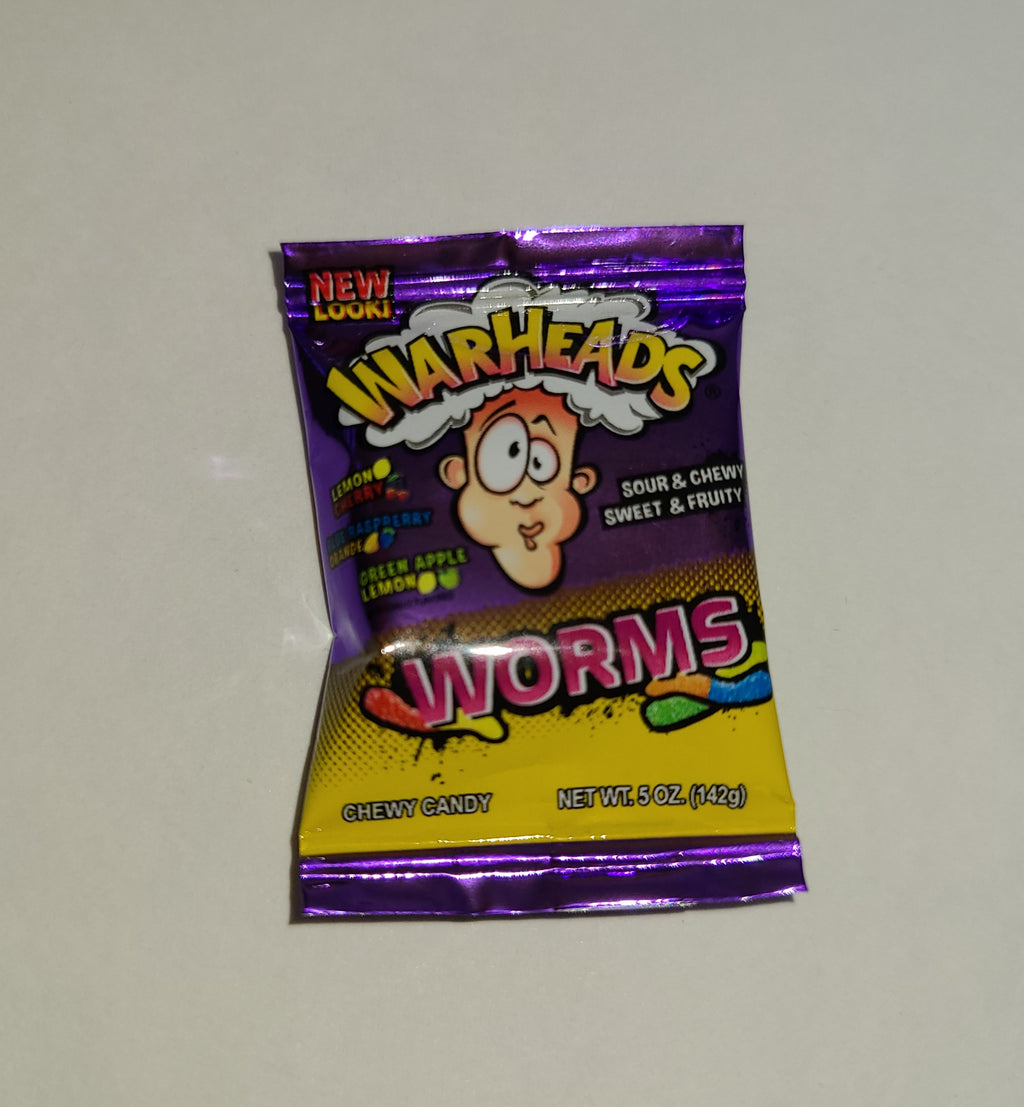 NEW
LOOK!
WARHEADS
®
LEMON
CHERRY
BLUE RASPBERRY
ORANGE
GREEN APPLE
LEMON
SOUR & CHEWY
SWEET & FRUITY
WORMS
CHEWY CANDY
NET WT. 5 OZ. (142g)